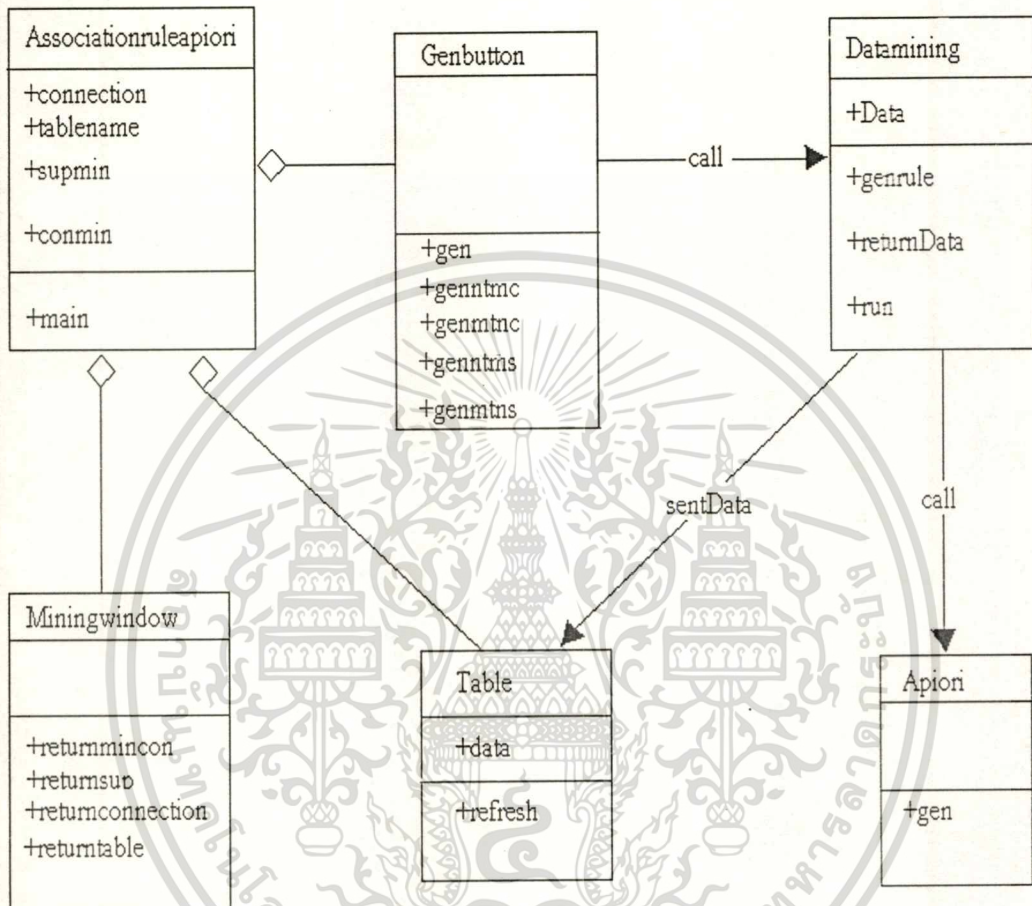 Associationruleapiori
+connection
+tablename
+supmin
+conmin
+main
Genbutton
+gen
+genntmc
+genmtnc
+genntms
+genmtns
call
Datamining
+Data
+genrule
+returnData
+run
sentData
call
Miningwindow
+returnmincon
+returnsup
+returnconnection
+returntable
Table
+data
+refresh
Apiori
+gen